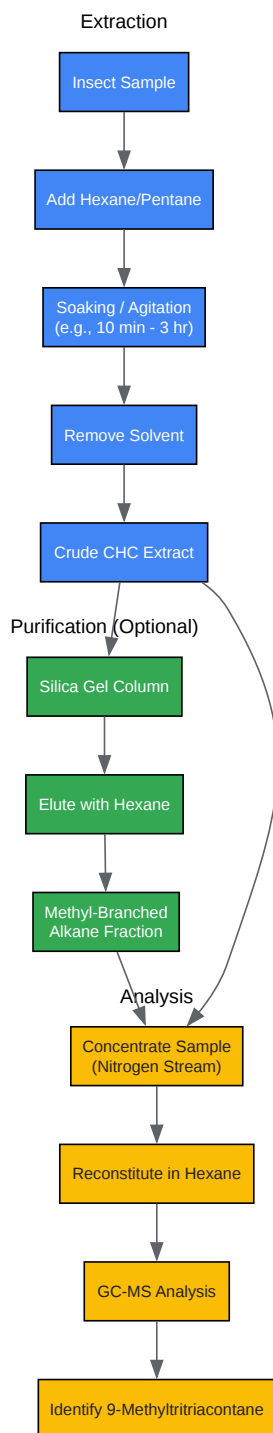 Extraction
Insect Sample
Add Hexane/Pentane
Soaking / Agitation
(e.g., 10 min - 3 hr)
Remove Solvent
Crude CHC Extract
Purification (Optional)
Silica Gel Column
Elute with Hexane
Methyl-Branched
Alkane Fraction
Analysis
Concentrate Sample
(Nitrogen Stream)
Reconstitute in Hexane
GC-MS Analysis
Identify 9-Methyltritriacontane